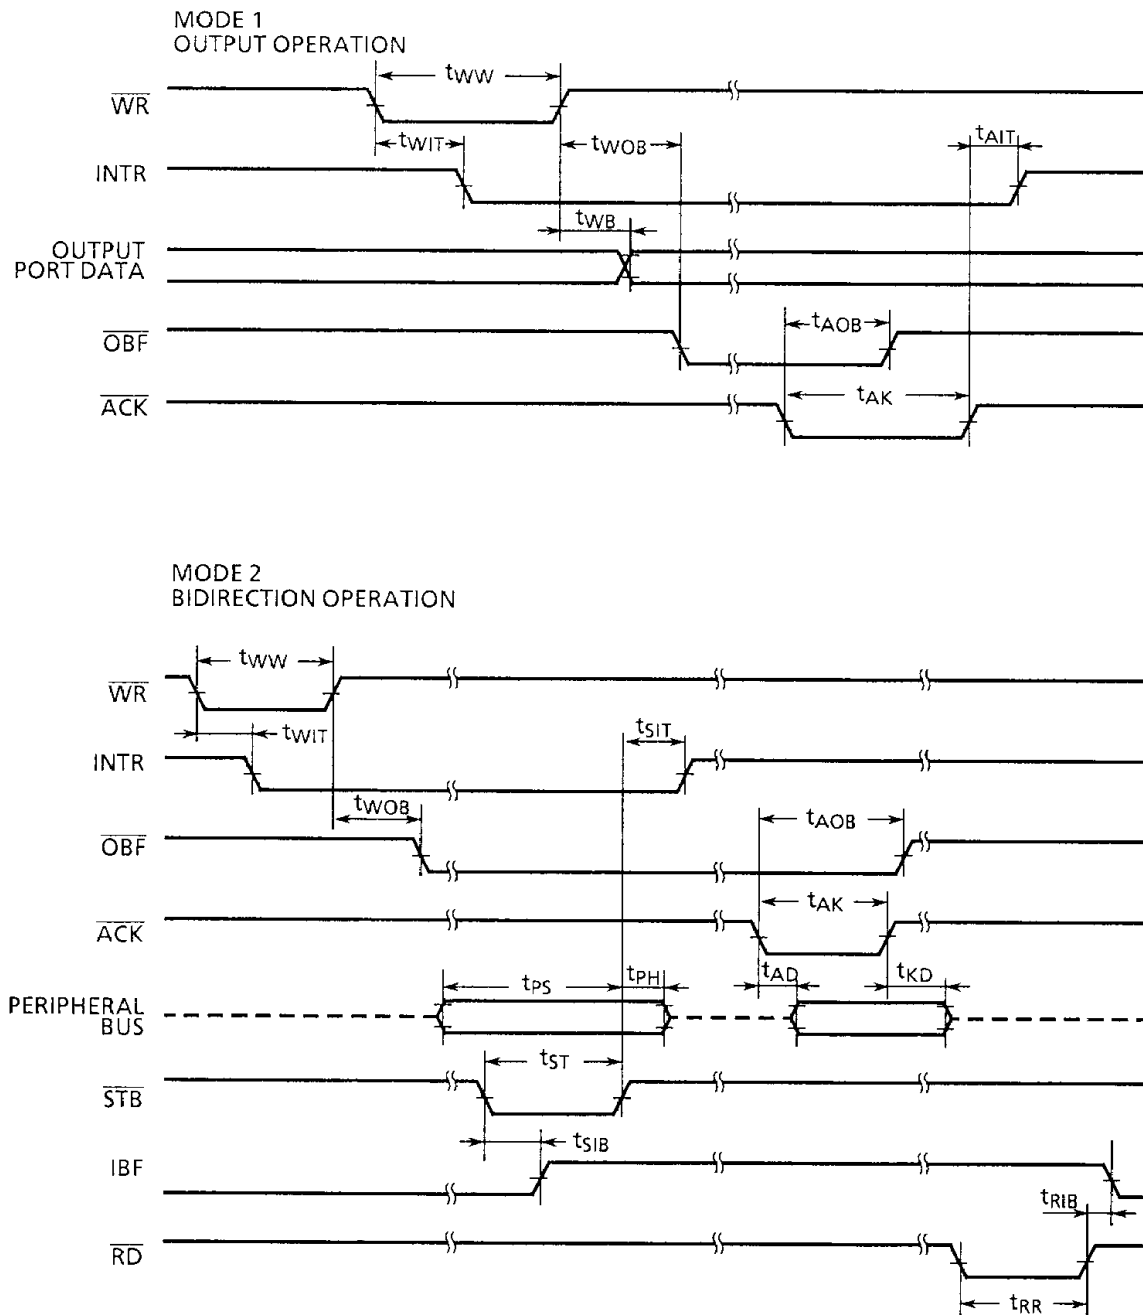 MODE 1
OUTPUT OPERATION
tWW
WR
tWIT
tWOB
tAIT
INTR
tWB
OUTPUT
PORT DATA
tAOB
OBF
tAK
ACK
MODE 2
BIDIRECTION OPERATION
tWW
WR
tWIT
tSIT
INTR
tWOB
tAOB
OBF
tAK
ACK
tPS
tPH
tAD
tKD
PERIPHERAL
BUS
tST
STB
tSIB
IBF
tRIB
RD
tRR